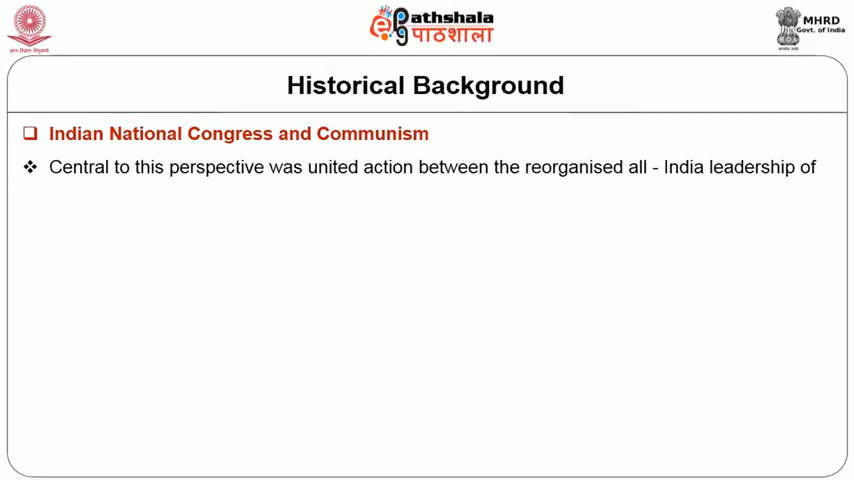 ज्ञान-विज्ञान विमुक्तये
ePathshala
पाठशाला
MHRD
Govt. of India
Historical Background
Indian National Congress and Communism
Central to this perspective was united action between the reorganised all - India leadership of